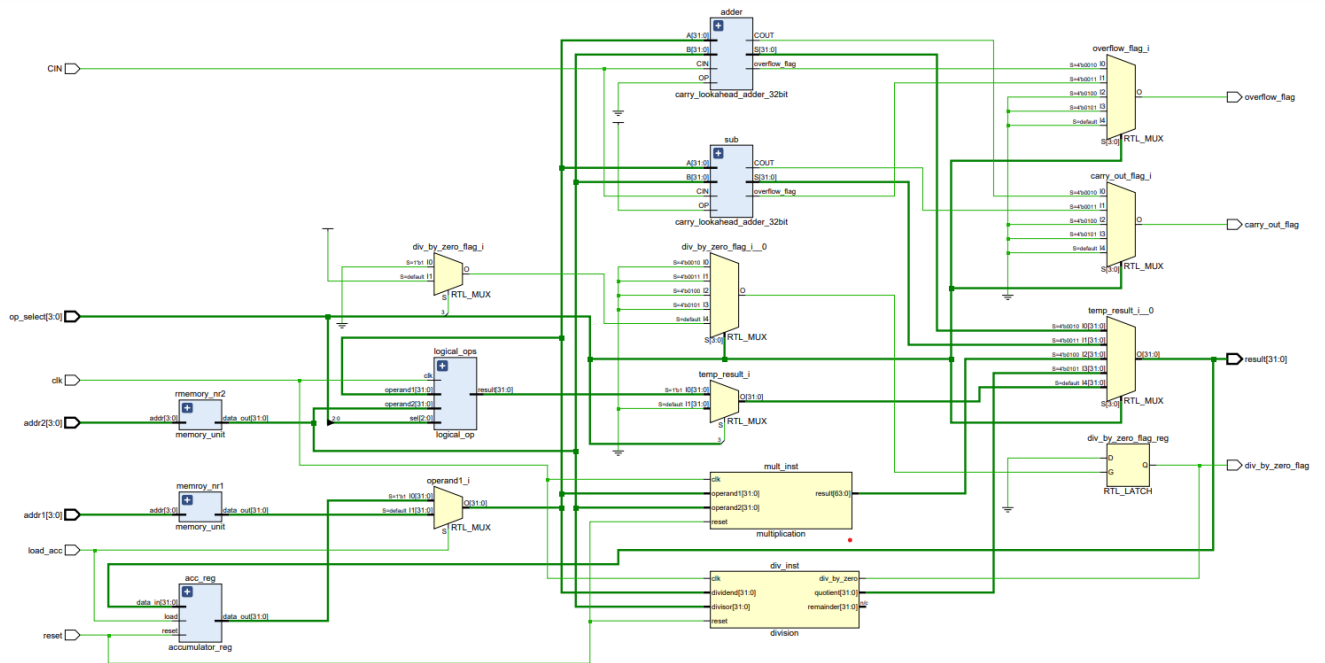 adder
A[31:0] COUT
B[31:0] S[31:0]
CIN overflow_flag
OP
carry_lookahead_adder_32bit
overflow_flag_i
S=4'b0010 I0
S=4'b0011 I1
S=4'b0100 I2
S=4'b0101 I3
S=default I4
O
S[3:0] RTL_MUX
overflow_flag
CIN
sub
A[31:0] COUT
B[31:0] S[31:0]
CIN overflow_flag
OP
carry_lookahead_adder_32bit
carry_out_flag_i
S=4'b0010 I0
S=4'b0011 I1
S=4'b0100 I2
S=4'b0101 I3
S=default I4
O
S[3:0] RTL_MUX
carry_out_flag
div_by_zero_flag_i
S=1'b1 I0
S=default I1
O
S RTL_MUX
3
div_by_zero_flag_i__0
S=4'b0010 I0
S=4'b0011 I1
S=4'b0100 I2
S=4'b0101 I3
S=default I4
O
S[3:0] RTL_MUX
op_select[3:0]
temp_result_i__0
S=4'b0010 I0[31:0]
S=4'b0011 I1[31:0]
S=4'b0100 I2[31:0]
S=4'b0101 I3[31:0]
S=default I4[31:0]
O[31:0]
S[3:0] RTL_MUX
result[31:0]
logical_ops
clk
operand1[31:0] result[31:0]
operand2[31:0]
sel[2:0]
2:0
logical_op
temp_result_i
S=1'b1 I0[31:0]
S=default I1[31:0]
O[31:0]
S RTL_MUX
3
clk
rmemory_nr2
addr[3:0] data_out[31:0]
memory_unit
addr2[3:0]
div_by_zero_flag_reg
D
G
Q
RTL_LATCH
div_by_zero_flag
mult_inst
clk
operand1[31:0] result[63:0]
operand2[31:0]
reset
multiplication
memroy_nr1
addr[3:0] data_out[31:0]
memory_unit
addr1[3:0]
operand1_i
S=1'b1 I0[31:0]
S=default I1[31:0]
O[31:0]
S RTL_MUX
load_acc
acc_reg
data_in[31:0]
load data_out[31:0]
reset
accumulator_reg
reset
div_inst
clk div_by_zero
dividend[31:0] quotient[31:0]
divisor[31:0] remainder[31:0]
reset
division